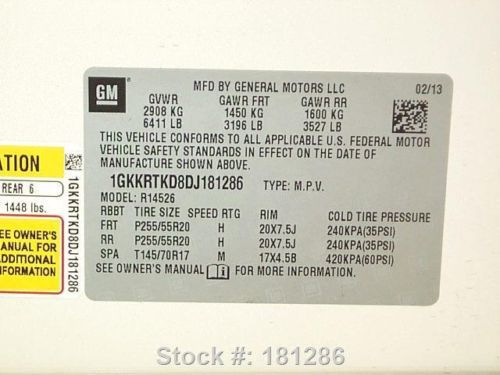 GM
MFD BY GENERAL MOTORS LLC
02/13
GVWR GAWR FRT GAWR RR
2908 KG 1450 KG 1600 KG
6411 LB 3196 LB 3527 LB
THIS VEHICLE CONFORMS TO ALL APPLICABLE U.S. FEDERAL MOTOR
VEHICLE SAFETY STANDARDS IN EFFECT ON THE DATE OF
MANUFACTURE SHOWN ABOVE.
1GKKRTKD8DJ181286 TYPE: M.P.V.
MODEL: R14526
RBBT TIRE SIZE SPEED RTG RIM COLD TIRE PRESSURE
FRT P255/55R20 H 20X7.5J 240KPA(35PSI)
RR P255/55R20 H 20X7.5J 240KPA(35PSI)
SPA T145/70R17 M 17X4.5B 420KPA(60PSI)
SEE OWNER'S MANUAL FOR MORE INFORMATION.
ATION
REAR 6
1448 lbs.
EE OWNER'S
ANUAL FOR
ADDITIONAL
FORMATION
1GKKRTKD8DJ181286
Stock #: 181286